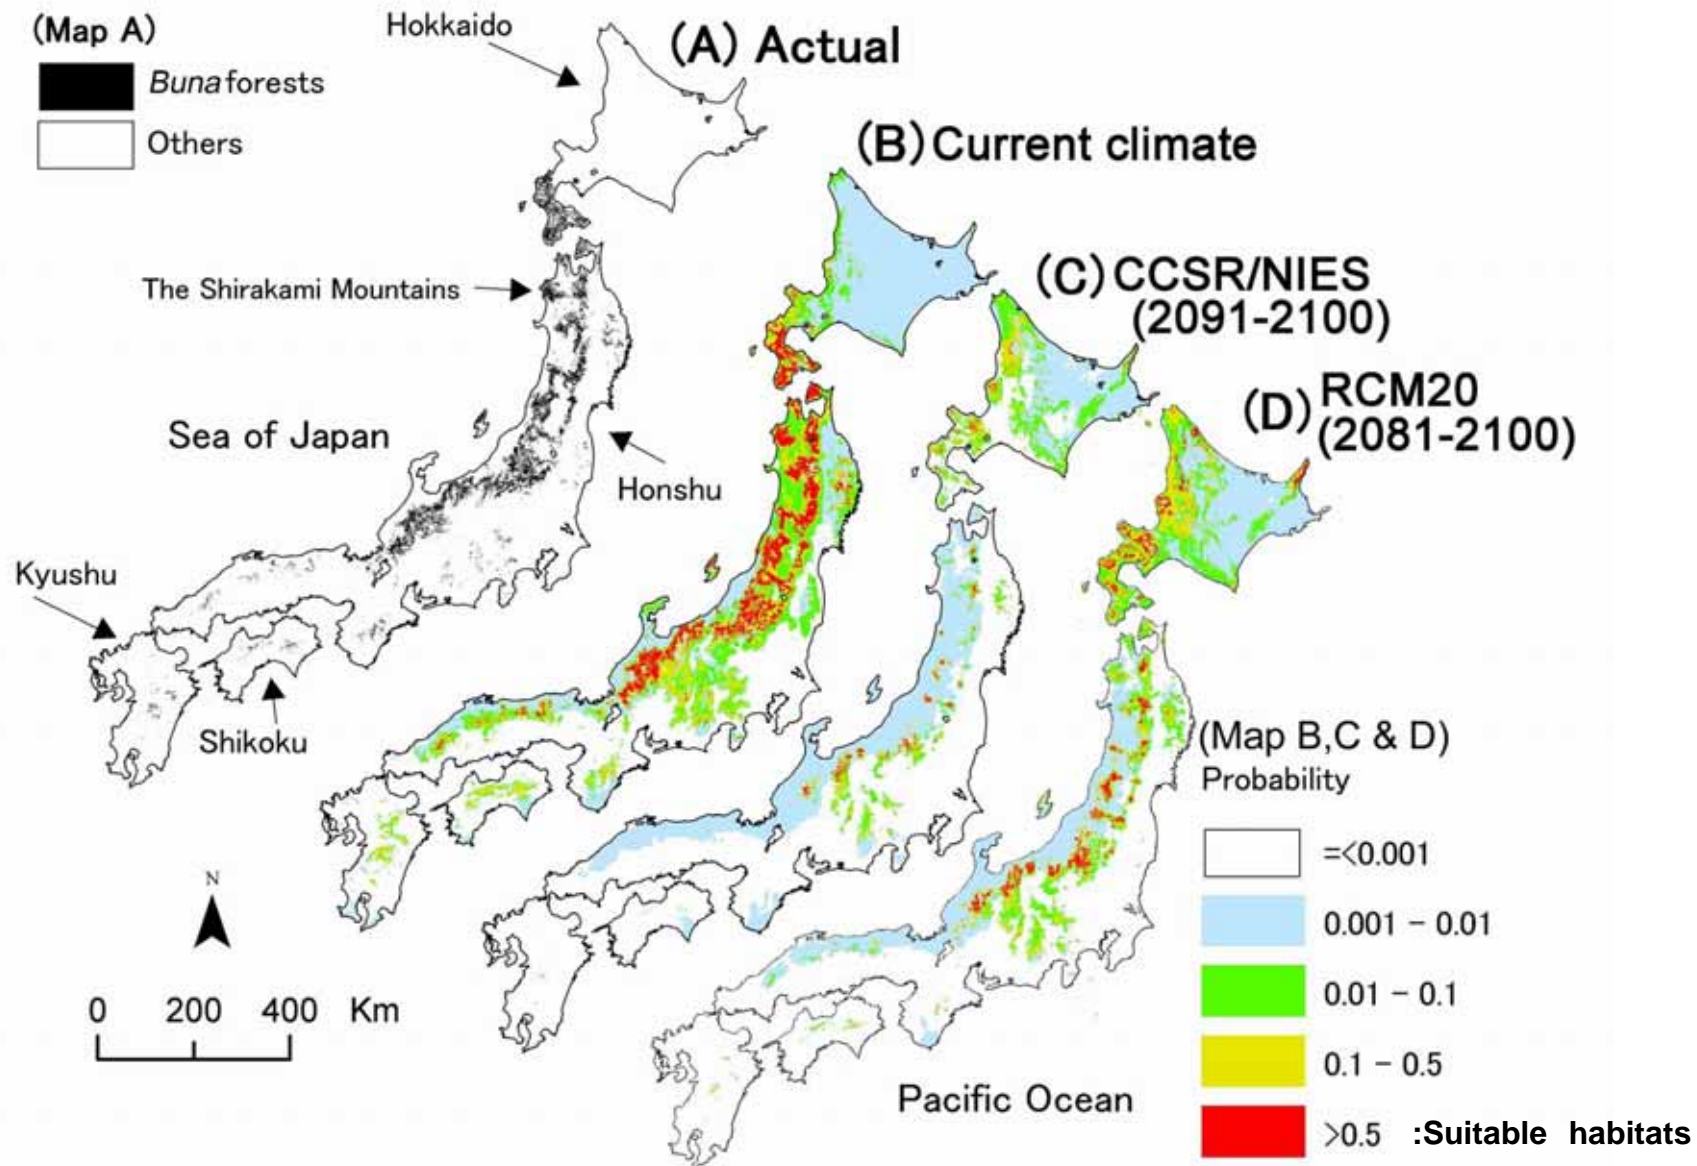 (Map A)
Buna forests
Others
Hokkaido
(A) Actual
(B) Current climate
The Shirakami Mountains
(C) CCSR/NIES
(2091-2100)
(D) RCM20
(2081-2100)
Sea of Japan
Honshu
Kyushu
Shikoku
N
0 200 400 Km
Pacific Ocean
(Map B,C & D)
Probability
=<0.001
0.001 - 0.01
0.01 - 0.1
0.1 - 0.5
>0.5 :Suitable habitats